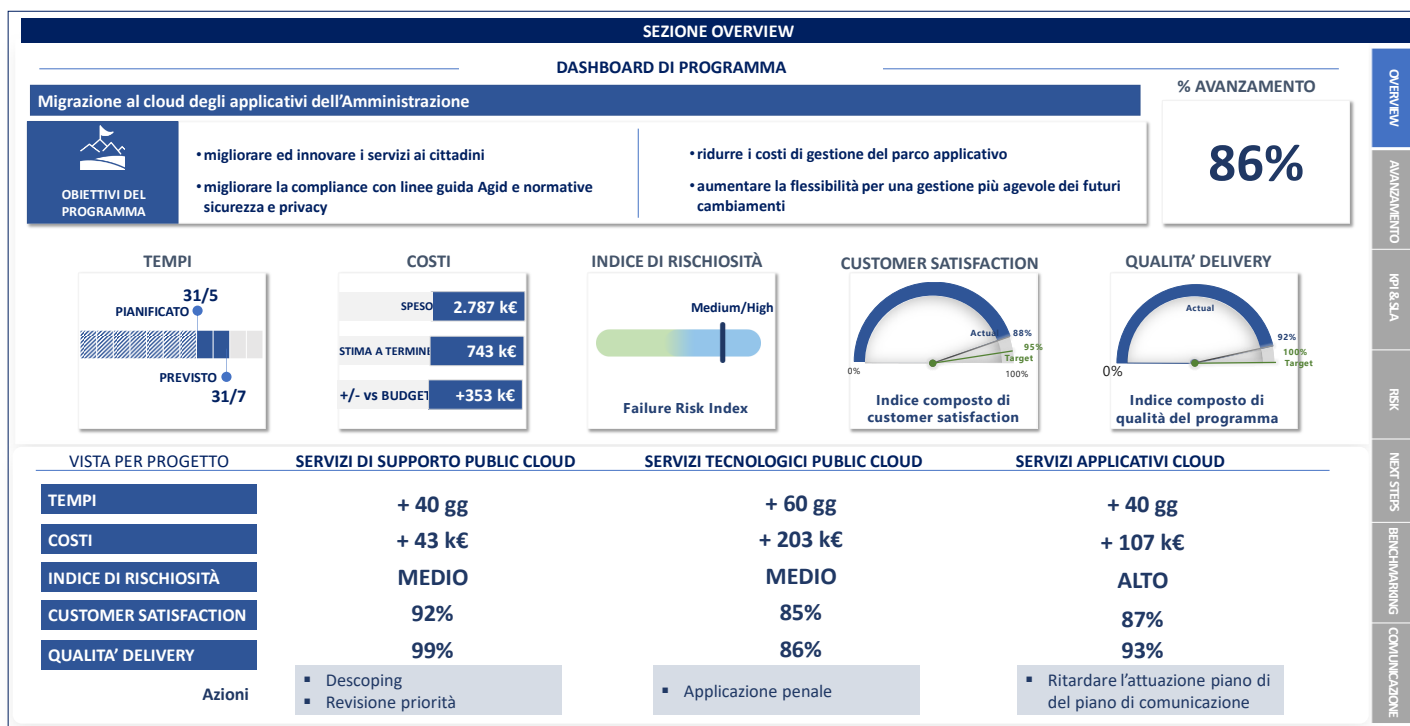 SEZIONE OVERVIEW
DASHBOARD DI PROGRAMMA
Migrazione al cloud degli applicativi dell'Amministrazione
% AVANZAMENTO
86%
OBIETTIVI DEL
PROGRAMMA
•migliorare ed innovare i servizi ai cittadini
•migliorare la compliance con linee guida Agid e normative
sicurezza e privacy
•ridurre i costi di gestione del parco applicativo
•aumentare la flessibilità per una gestione più agevole dei futuri
cambiamenti
TEMPI
31/5
PIANIFICATO
PREVISTO
31/7
COSTI
SPESO 2.787 k€
STIMA A TERMINE 743 k€
+/- vs BUDGET +353 k€
INDICE DI RISCHIOSITÀ
Medium/High
Failure Risk Index
CUSTOMER SATISFACTION
Actual 88%
95%
Target
0%
100%
Indice composto di
customer satisfaction
QUALITA' DELIVERY
Actual
92%
100%
Target
0%
Indice composto di
qualità del programma
VISTA PER PROGETTO SERVIZI DI SUPPORTO PUBLIC CLOUD SERVIZI TECNOLOGICI PUBLIC CLOUD SERVIZI APPLICATIVI CLOUD
TEMPI + 40 gg + 60 gg + 40 gg
COSTI + 43 k€ + 203 k€ + 107 k€
INDICE DI RISCHIOSITÀ MEDIO MEDIO ALTO
CUSTOMER SATISFACTION 92% 85% 87%
QUALITA' DELIVERY 99% 86% 93%
Azioni
▪ Descoping
▪ Revisione priorità
▪ Applicazione penale
▪ Ritardare l'attuazione piano di
del piano di comunicazione
OVERVIEW
AVANZAMENTO
KPI & SLA
RISK
NEXT STEPS
BENCHMARKING
COMUNICAZIONE